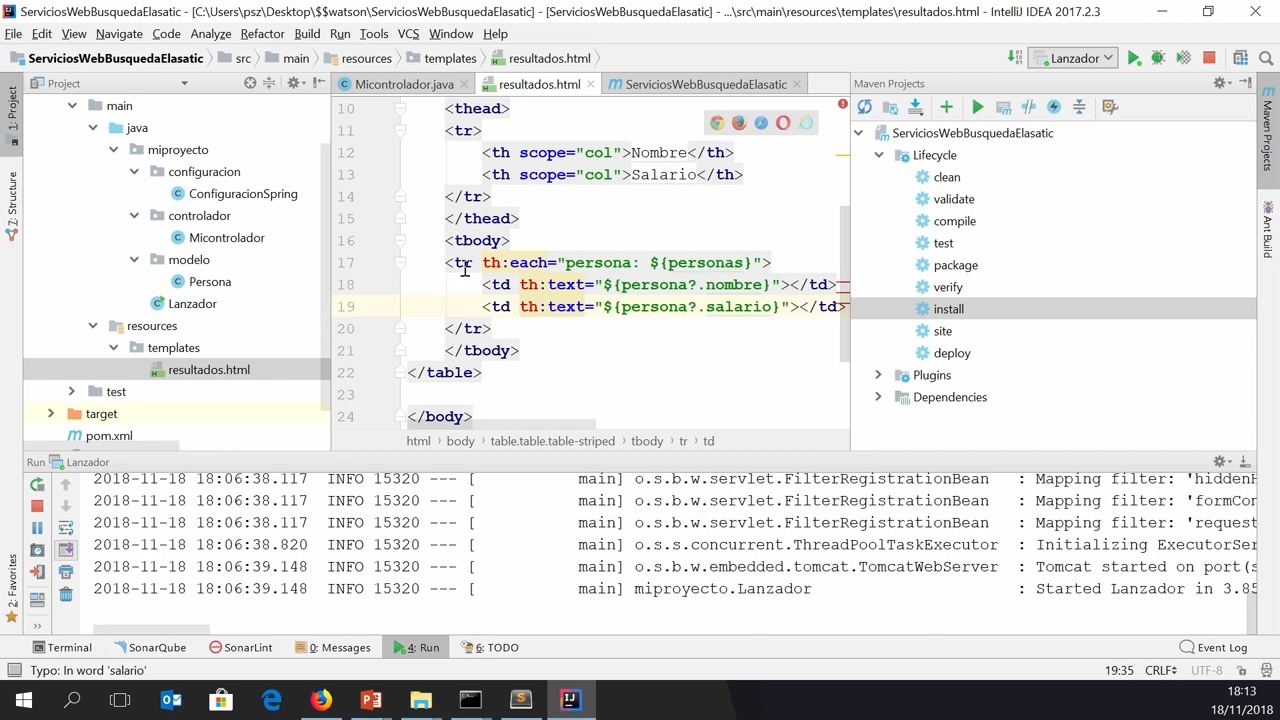 ServiciosWebBusquedaElasatic - [C:\Users\psz\Desktop\$$watson\ServiciosWebBusquedaElasatic] - [ServiciosWebBusquedaElasatic] - ...\src\main\resources\templates\resultados.html - IntelliJ IDEA 2017.2.3
File Edit View Navigate Code Analyze Refactor Build Run Tools VCS Window Help
ServiciosWebBusquedaElasatic src main resources templates resultados.html Lanzador
Project Micontrolador.java resultados.html ServiciosWebBusquedaElasatic Maven Projects
1: Project
7: Structure
2: Favorites
main
java
miproyecto
configuracion
ConfiguracionSpring
controlador
Micontrolador
modelo
Persona
Lanzador
resources
templates
resultados.html
test
target
pom.xml
10 <thead>
11 <tr>
12 <th scope="col">Nombre</th>
13 <th scope="col">Salario</th>
14 </tr>
15 </thead>
16 <tbody>
17 <tr th:each="persona: ${personas}">
18 <td th:text="${persona?.nombre}"></td>
19 <td th:text="${persona?.salario}"></td>
20 </tr>
21 </tbody>
22 </table>
23
24 </body>
html body table.table.table-striped tbody tr td
ServiciosWebBusquedaElasatic
Lifecycle
clean
validate
compile
test
package
verify
install
site
deploy
Plugins
Dependencies
Maven Projects
Ant Build
Run Lanzador
2018-11-18 18:06:38.117 INFO 15320 --- [ main] o.s.b.w.servlet.FilterRegistrationBean : Mapping filter: 'hiddenH
2018-11-18 18:06:38.117 INFO 15320 --- [ main] o.s.b.w.servlet.FilterRegistrationBean : Mapping filter: 'formCon
2018-11-18 18:06:38.117 INFO 15320 --- [ main] o.s.b.w.servlet.FilterRegistrationBean : Mapping filter: 'request
2018-11-18 18:06:38.820 INFO 15320 --- [ main] o.s.s.concurrent.ThreadPoolTaskExecutor : Initializing ExecutorSer
2018-11-18 18:06:39.148 INFO 15320 --- [ main] o.s.b.w.embedded.tomcat.TomcatWebServer : Tomcat started on port(s
2018-11-18 18:06:39.148 INFO 15320 --- [ main] miproyecto.Lanzador : Started Lanzador in 3.85
Terminal SonarQube SonarLint 0: Messages 4: Run 6: TODO Event Log
Typo: In word 'salario' 19:35 CRLF UTF-8
18:13
18/11/2018